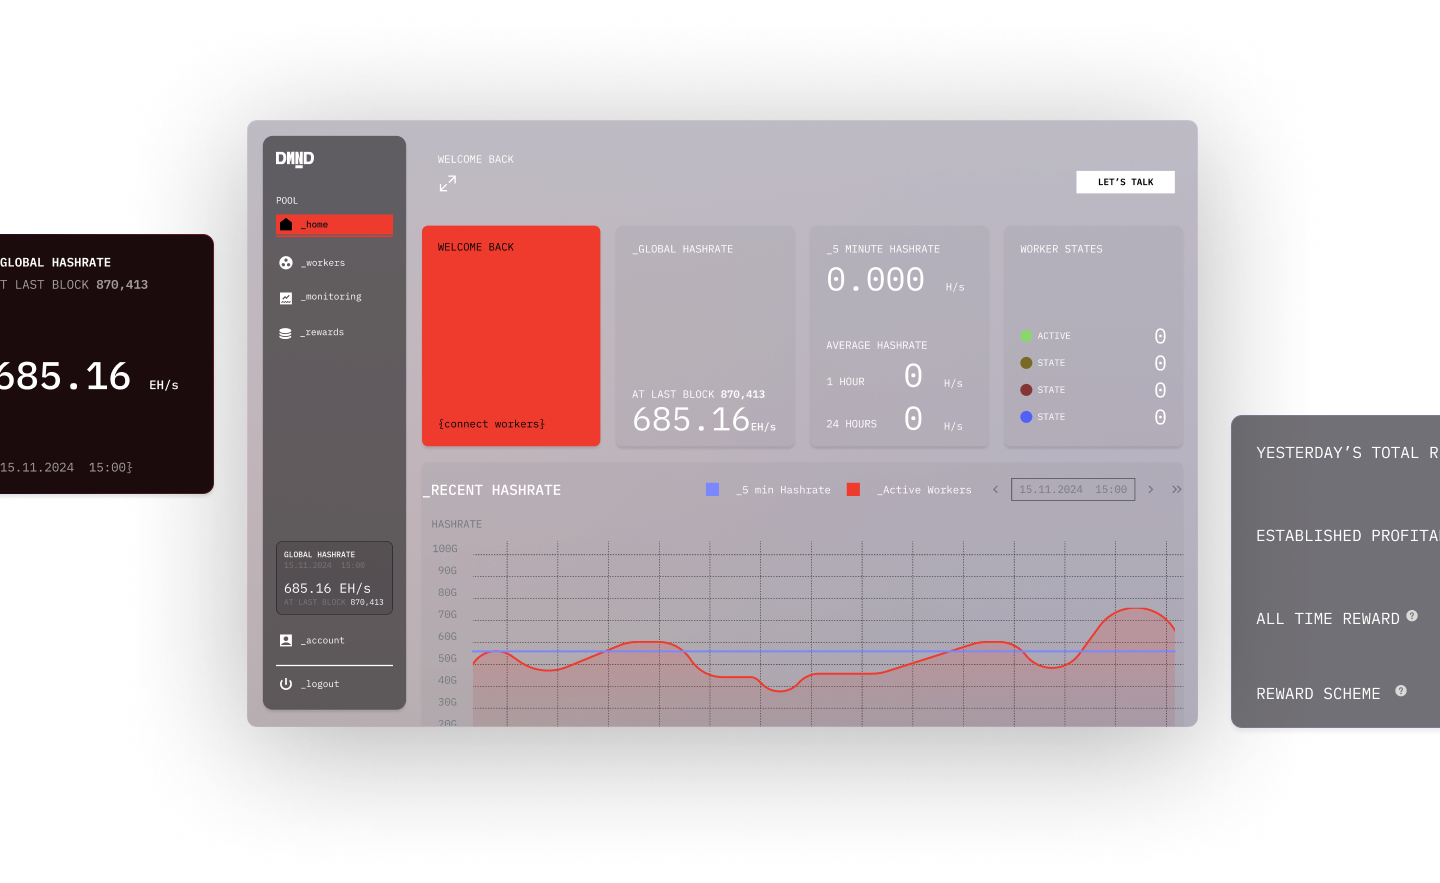 GLOBAL HASHRATE
T LAST BLOCK 870,413
685.16 EH/s
15.11.2024 15:00}
DMND
POOL
_home
_workers
_monitoring
_rewards
GLOBAL HASHRATE
15.11.2024 15:00
685.16 EH/s
AT LAST BLOCK 870,413
_account
_logout
WELCOME BACK
LET’S TALK
WELCOME BACK
{connect workers}
_GLOBAL HASHRATE
AT LAST BLOCK 870,413
685.16EH/s
_5 MINUTE HASHRATE
0.000 H/s
AVERAGE HASHRATE
1 HOUR 0 H/s
24 HOURS 0 H/s
WORKER STATES
ACTIVE 0
STATE 0
STATE 0
STATE 0
_RECENT HASHRATE
_5 min Hashrate
_Active Workers
15.11.2024 15:00
HASHRATE
100G
90G
80G
70G
60G
50G
40G
30G
20G
YESTERDAY’S TOTAL R
ESTABLISHED PROFITA
ALL TIME REWARD ?
REWARD SCHEME ?